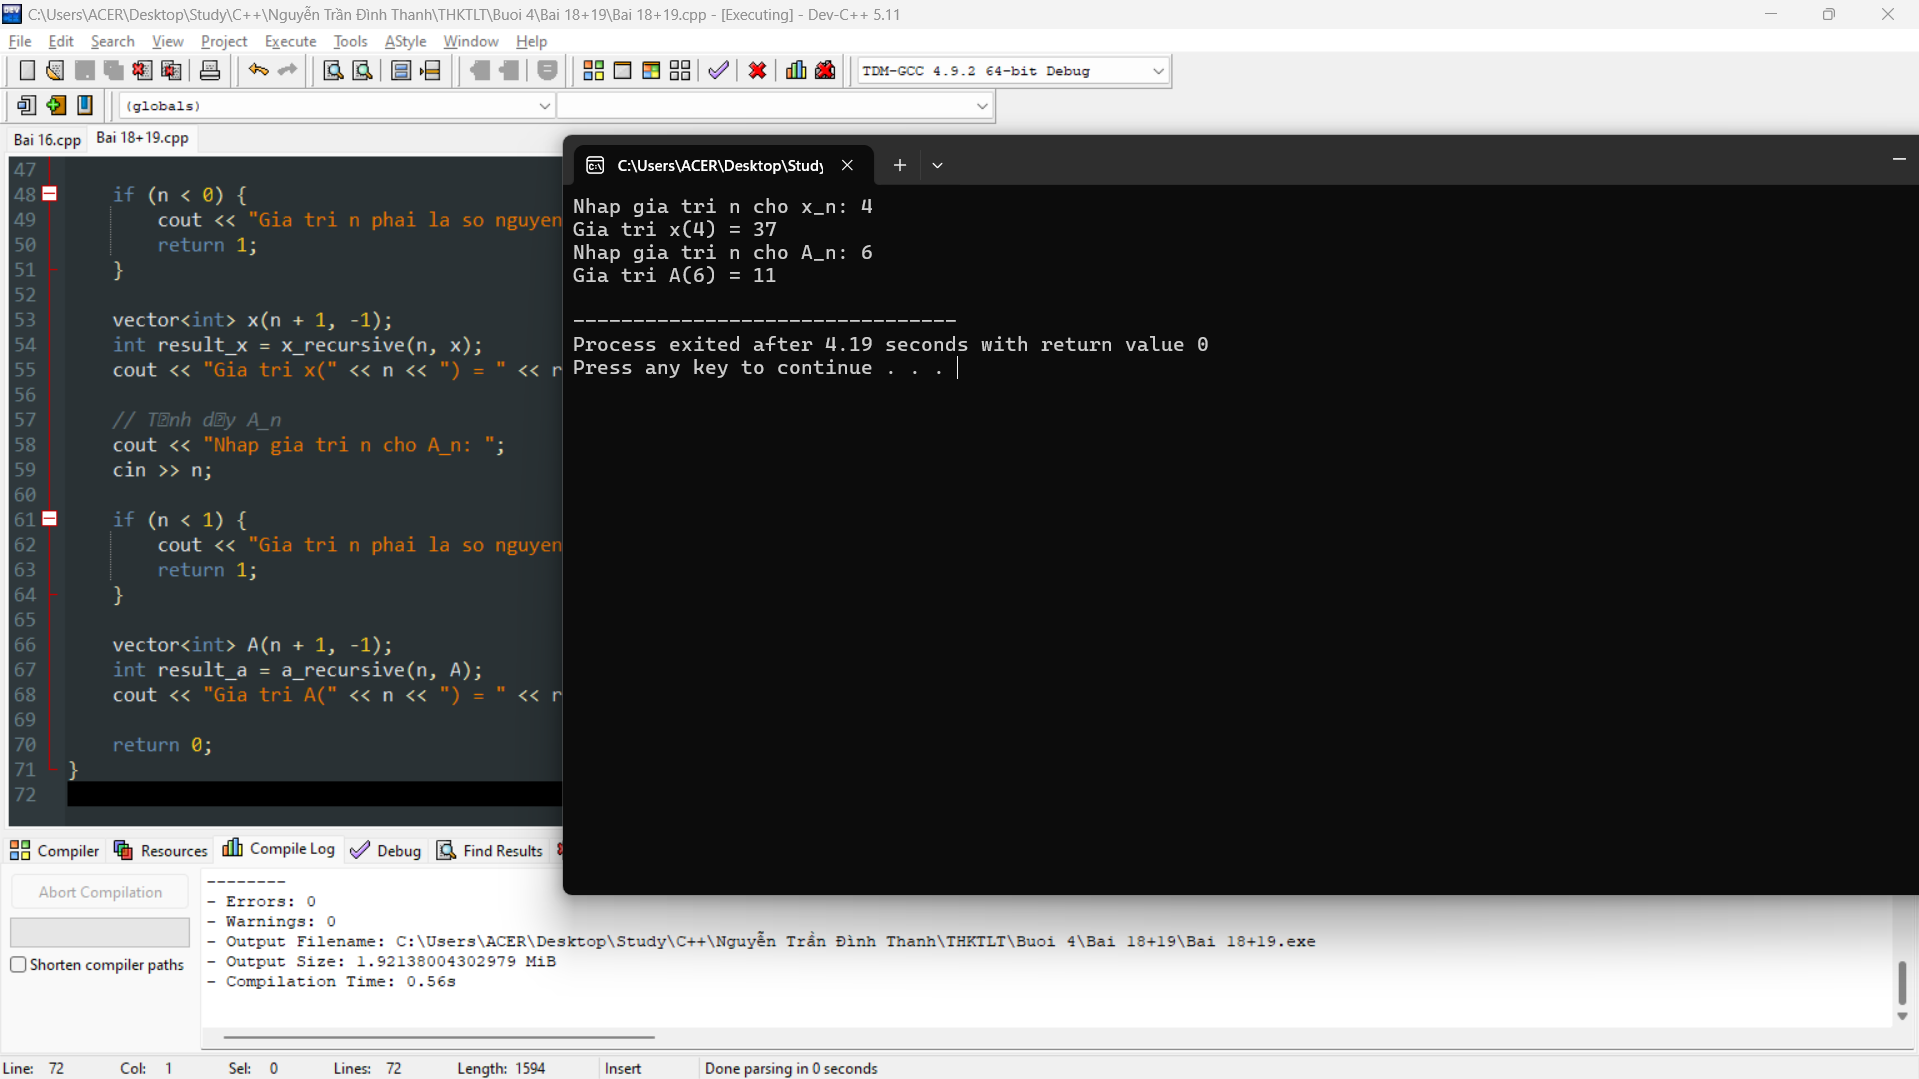 C:\Users\ACER\Desktop\Study\C++\Nguyễn Trần Đình Thanh\THKTLT\Buoi 4\Bai 18+19\Bai 18+19.cpp - [Executing] - Dev-C++ 5.11
File Edit Search View Project Execute Tools AStyle Window Help
TDM-GCC 4.9.2 64-bit Debug
(globals)
Bai 16.cpp Bai 18+19.cpp
47
48 if (n < 0) {
49 cout << "Gia tri n phai la so nguyen
50 return 1;
51 }
52
53 vector<int> x(n + 1, -1);
54 int result_x = x_recursive(n, x);
55 cout << "Gia tri x(" << n << ") = " << r
56
57 // T nh d y A_n
58 cout << "Nhap gia tri n cho A_n: ";
59 cin >> n;
60
61 if (n < 1) {
62 cout << "Gia tri n phai la so nguyen
63 return 1;
64 }
65
66 vector<int> A(n + 1, -1);
67 int result_a = a_recursive(n, A);
68 cout << "Gia tri A(" << n << ") = " << r
69
70 return 0;
71 }
72
C:\Users\ACER\Desktop\Study
Nhap gia tri n cho x_n: 4
Gia tri x(4) = 37
Nhap gia tri n cho A_n: 6
Gia tri A(6) = 11
--------------------------------
Process exited after 4.19 seconds with return value 0
Press any key to continue . . .
Compiler Resources Compile Log Debug Find Results
Abort Compilation
Shorten compiler paths
--------
- Errors: 0
- Warnings: 0
- Output Filename: C:\Users\ACER\Desktop\Study\C++\Nguyễn Trần Đình Thanh\THKTLT\Buoi 4\Bai 18+19\Bai 18+19.exe
- Output Size: 1.92138004302979 MiB
- Compilation Time: 0.56s
Line: 72 Col: 1 Sel: 0 Lines: 72 Length: 1594 Insert Done parsing in 0 seconds